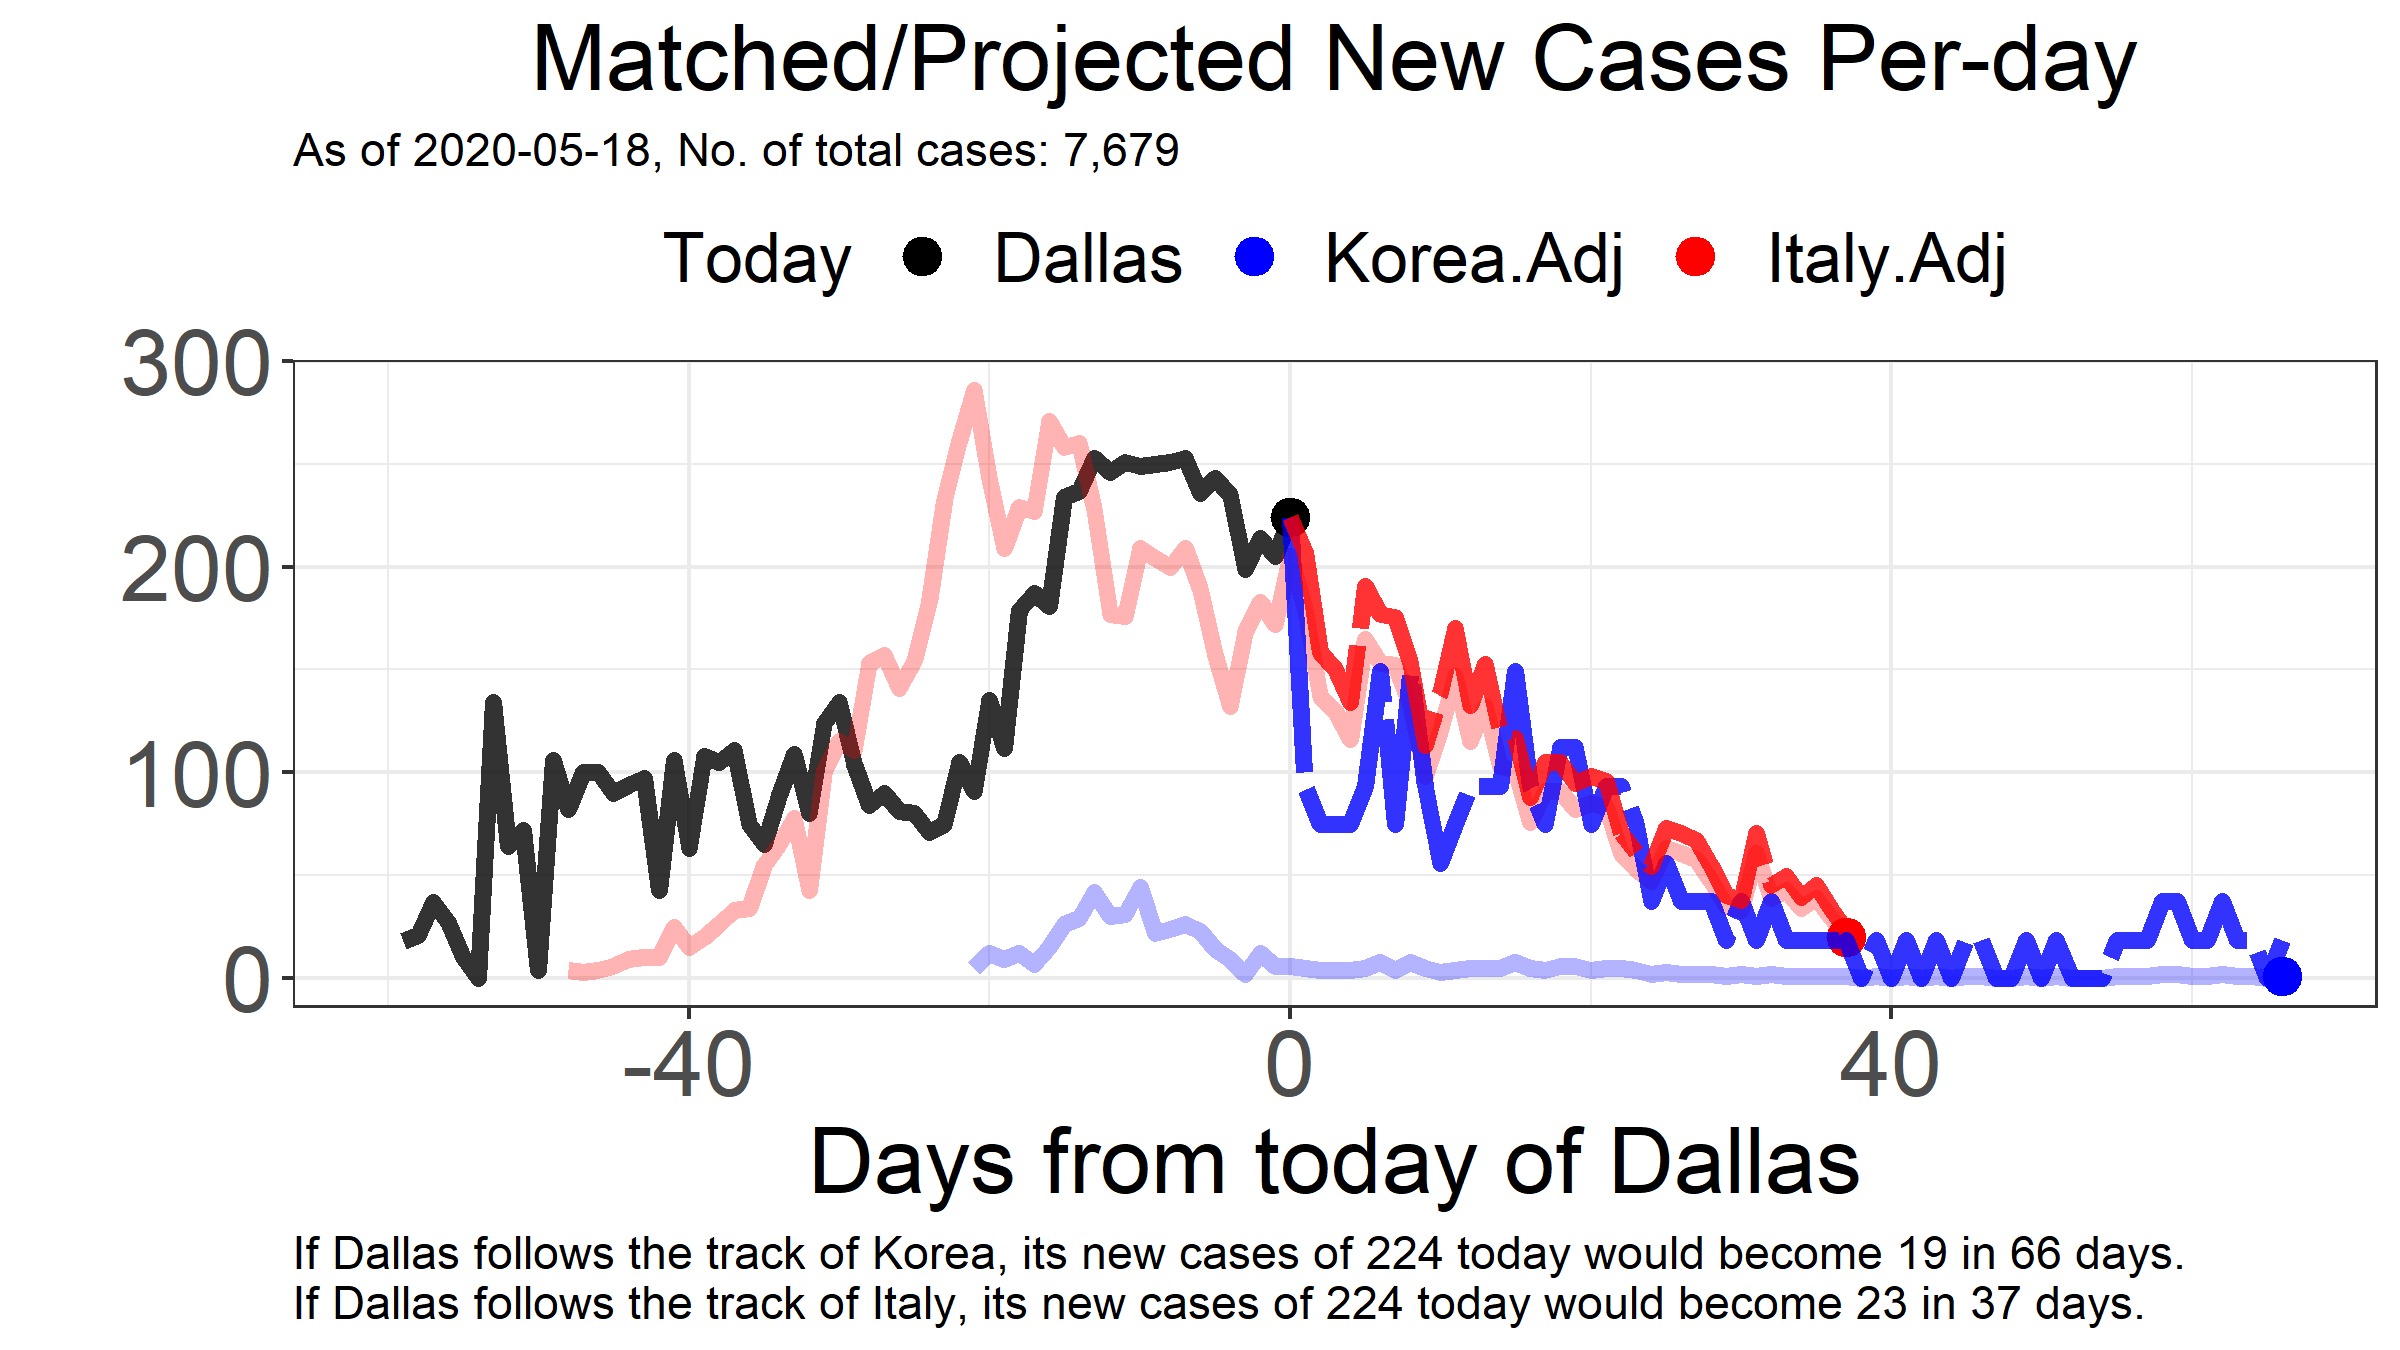 Matched/Projected New Cases Per-day
As of 2020-05-18, No. of total cases: 7,679
Today Dallas Korea.Adj Italy.Adj
300
200
100
0
-40 0 40
Days from today of Dallas
If Dallas follows the track of Korea, its new cases of 224 today would become 19 in 66 days.
If Dallas follows the track of Italy, its new cases of 224 today would become 23 in 37 days.